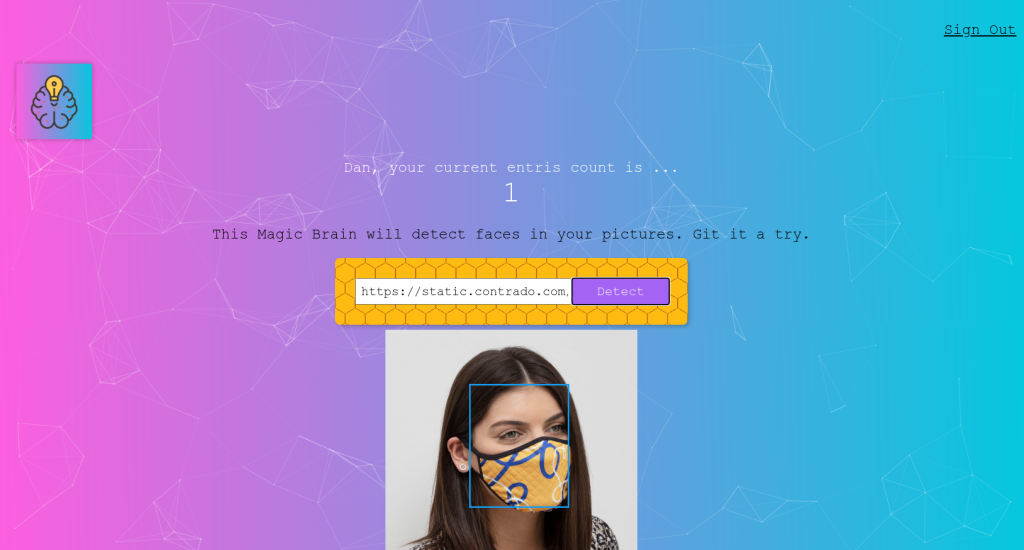 Sign Out
Dan, your current entris count is ...
1
This Magic Brain will detect faces in your pictures. Git it a try.
https://static.contrado.com, Detect